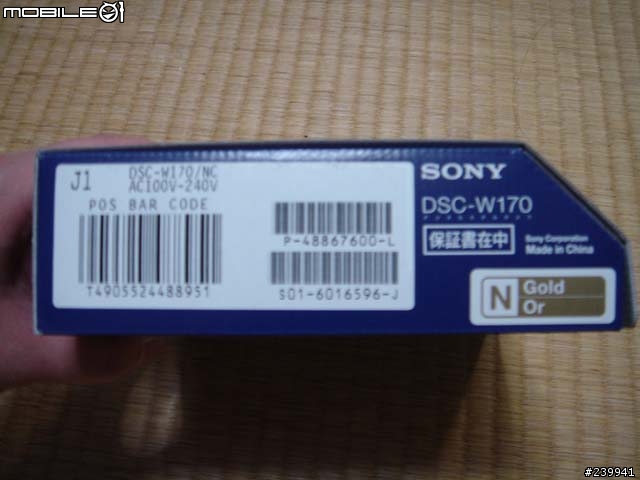 MOBILE01
J1
DSC-W170/NC
AC100V-240V
POS BAR CODE
T4905524488951
P-48867600-L
S01-6016596-J
SONY
DSC-W170
保証書在中
Sony Corporation
Made in China
N
Gold
Or
#239941